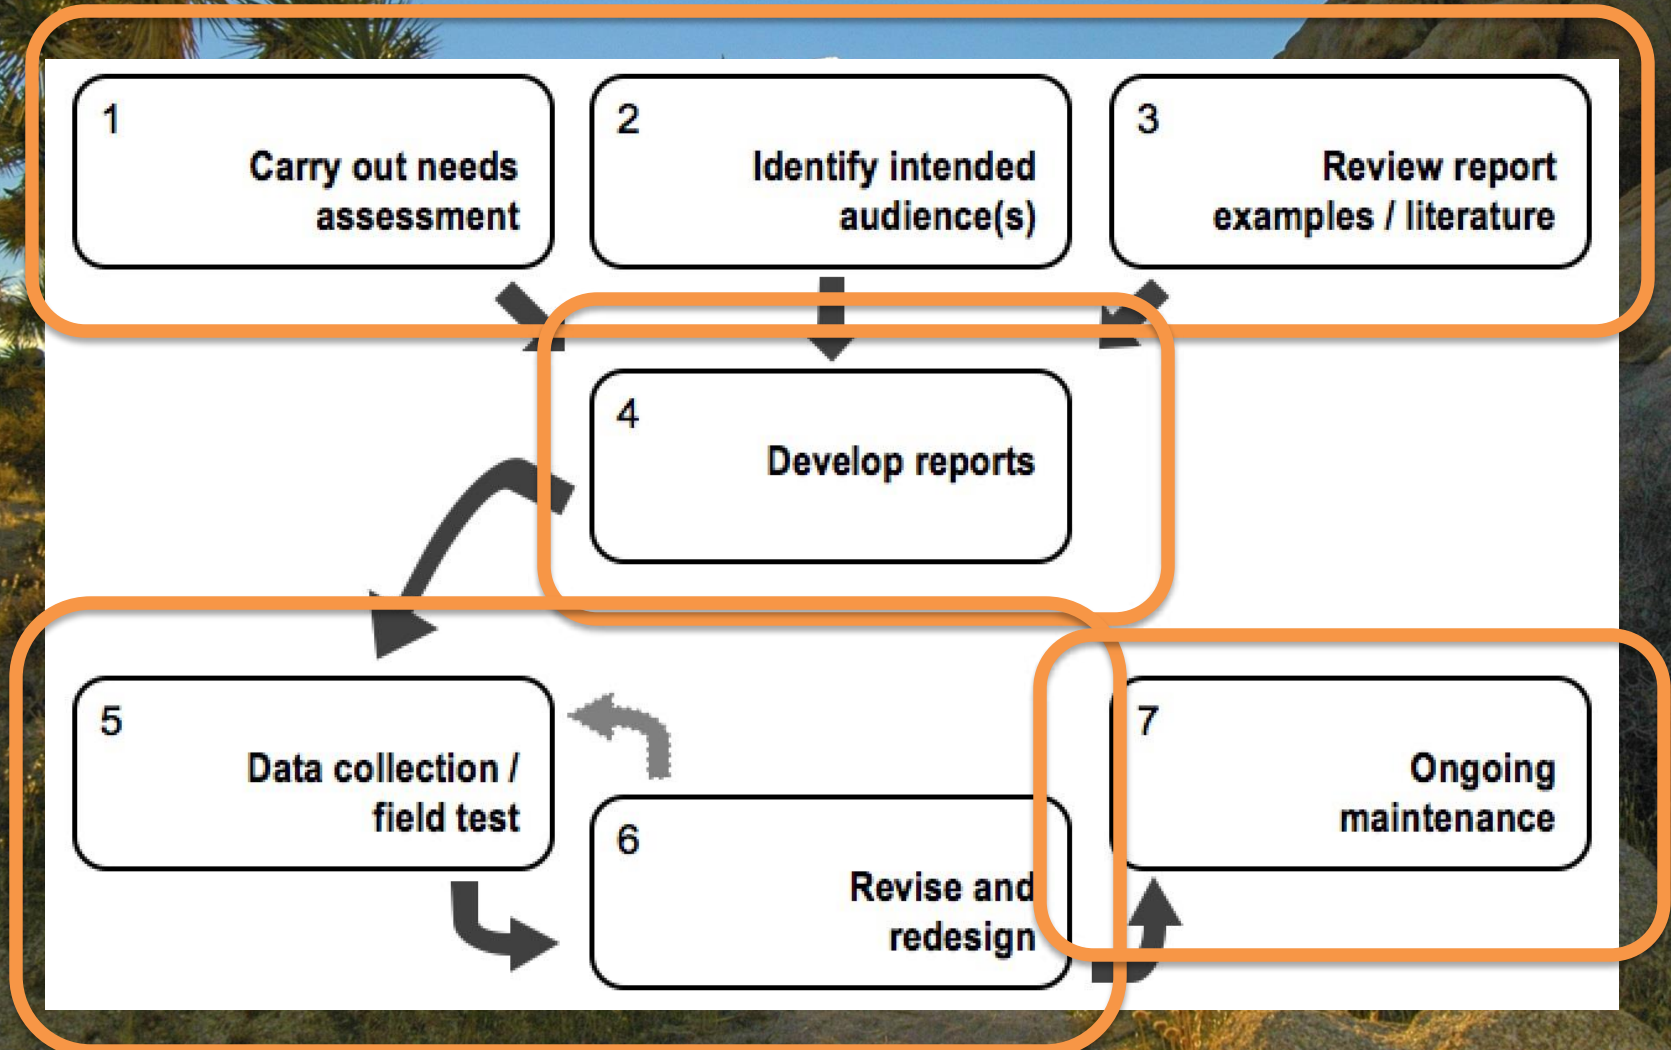 1
Carry out needs
assessment
2
Identify intended
audience(s)
3
Review report
examples / literature
4
Develop reports
5
Data collection /
field test
6
Revise and
redesign
7
Ongoing
maintenance